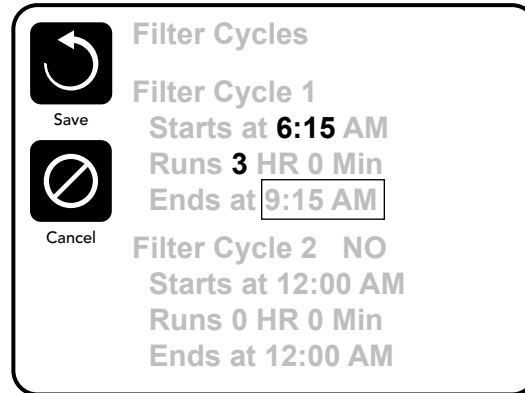 Filter Cycles
Save
Filter Cycle 1
Starts at 6:15 AM
Runs 3 HR 0 Min
Ends at 9:15 AM
Cancel
Filter Cycle 2 NO
Starts at 12:00 AM
Runs 0 HR 0 Min
Ends at 12:00 AM